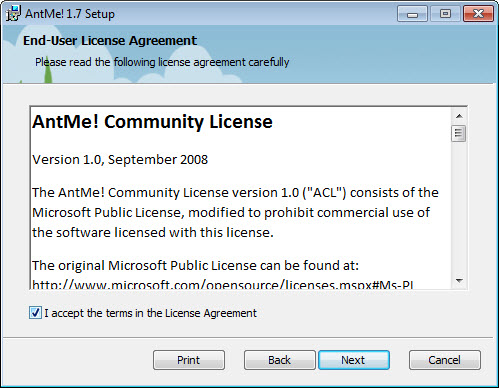 AntMe! 1.7 Setup
End-User License Agreement
Please read the following license agreement carefully
AntMe! Community License
Version 1.0, September 2008
The AntMe! Community License version 1.0 ("ACL") consists of the
Microsoft Public License, modified to prohibit commercial use of
the software licensed with this license.
The original Microsoft Public License can be found at:
http://www.microsoft.com/opensource/licenses.mspx#Ms-PL
I accept the terms in the License Agreement
Print
Back
Next
Cancel